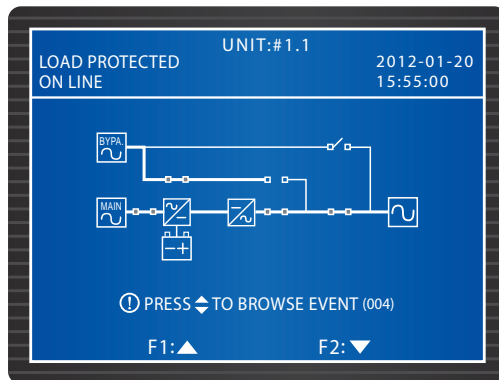 UNIT:#1.1
LOAD PROTECTED
ON LINE
2012-01-20
15:55:00
BYPA.
MAIN
PRESS TO BROWSE EVENT (004)
F1:
F2: